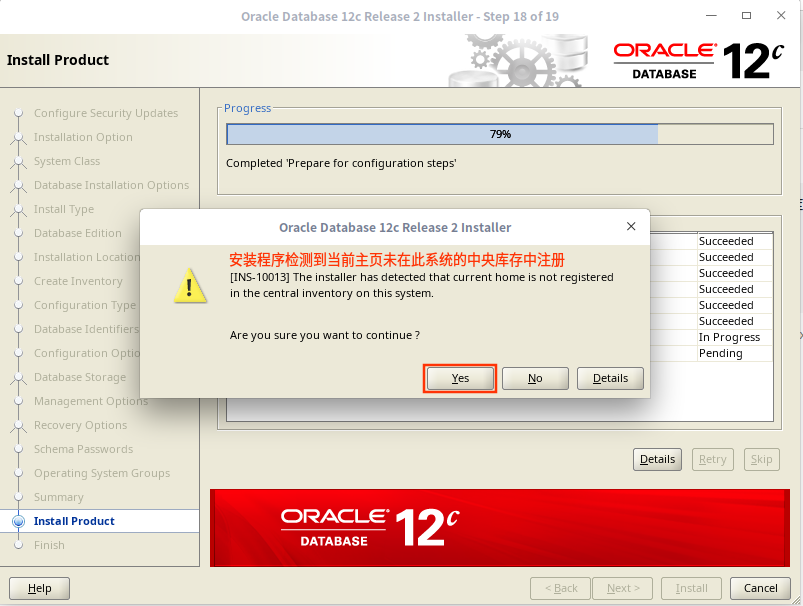 Oracle Database 12c Release 2 Installer - Step 18 of 19
Install Product
ORACLE
DATABASE
12c
Configure Security Updates
Installation Option
System Class
Database Installation Options
Install Type
Database Edition
Installation Location
Create Inventory
Configuration Type
Database Identifiers
Configuration Optio
Database Storage
Management Options
Recovery Options
Schema Passwords
Operating System Groups
Summary
Install Product
Finish
Progress
79%
Completed 'Prepare for configuration steps'
Succeeded
Succeeded
Succeeded
Succeeded
Succeeded
Succeeded
In Progress
Pending
Oracle Database 12c Release 2 Installer
安装程序检测到当前主页未在此系统的中央库存中注册
[INS-10013] The installer has detected that current home is not registered
in the central inventory on this system.
Are you sure you want to continue ?
Yes No Details
Details Retry Skip
ORACLE
DATABASE
12c
Help < Back Next > Install Cancel